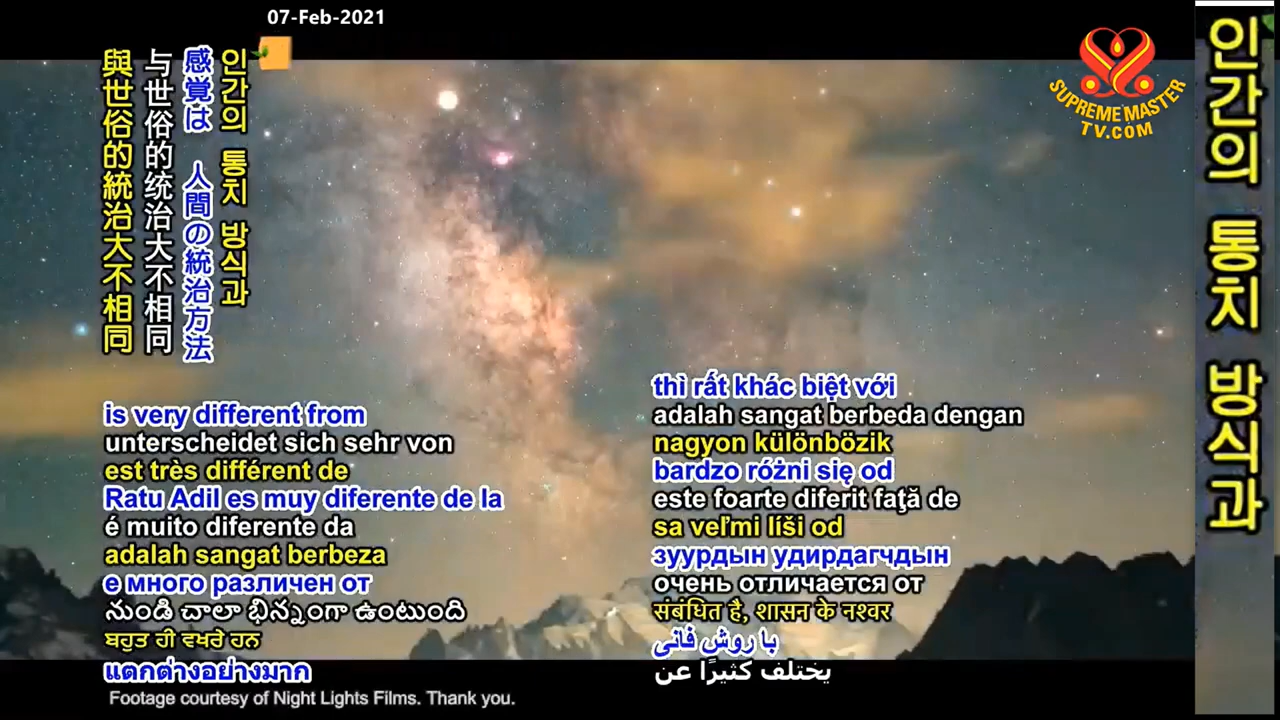 07-Feb-2021
SUPREME MASTER
TV.COM
인간의 통치 방식과
感覚は 人間の統治方法
与世俗的统治大不相同
與世俗的統治大不相同
인간의 통치 방식과
is very different from
unterscheidet sich sehr von
est très différent de
Ratu Adil es muy diferente de la
é muito diferente da
adalah sangat berbeza
е много различен от
నుండి చాలా భిన్నంగా ఉంటుంది
ਬਹੁਤ ਹੀ ਵਖਰੇ ਹਨ
แตกต่างอย่างมาก
thì rất khác biệt với
adalah sangat berbeda dengan
nagyon különbözik
bardzo różni się od
este foarte diferit faţă de
sa veľmi líši od
зуурдын удирдагчдын
очень отличается от
संबंधित है, शासन के नश्वर
با روش فانی
يختلف كثيرًا عن
Footage courtesy of Night Lights Films. Thank you.